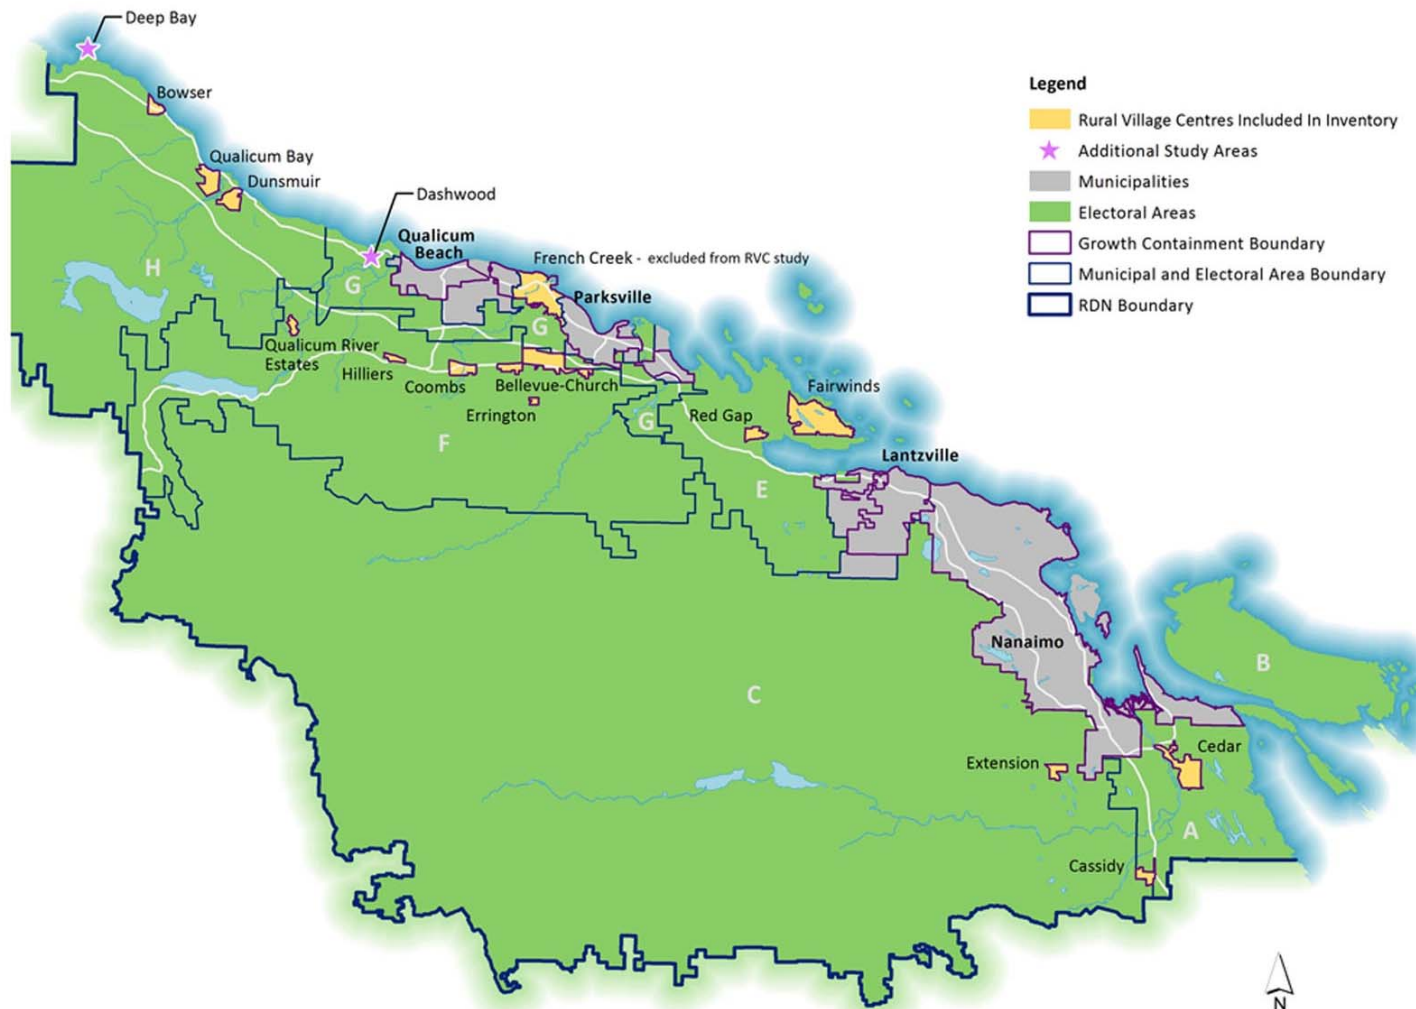 Deep Bay
Bowser
Qualicum Bay
Dunsmuir
Dashwood
Qualicum
Beach
French Creek - excluded from RVC study
Parksville
H
G
G
Qualicum River
Estates
Hilliers
Coombs
Bellevue-Church
Errington
Fairwinds
Red Gap
G
F
Lantzville
E
Nanaimo
B
C
Extension
Cedar
A
Cassidy
Legend
Rural Village Centres Included In Inventory
Additional Study Areas
Municipalities
Electoral Areas
Growth Containment Boundary
Municipal and Electoral Area Boundary
RDN Boundary
N